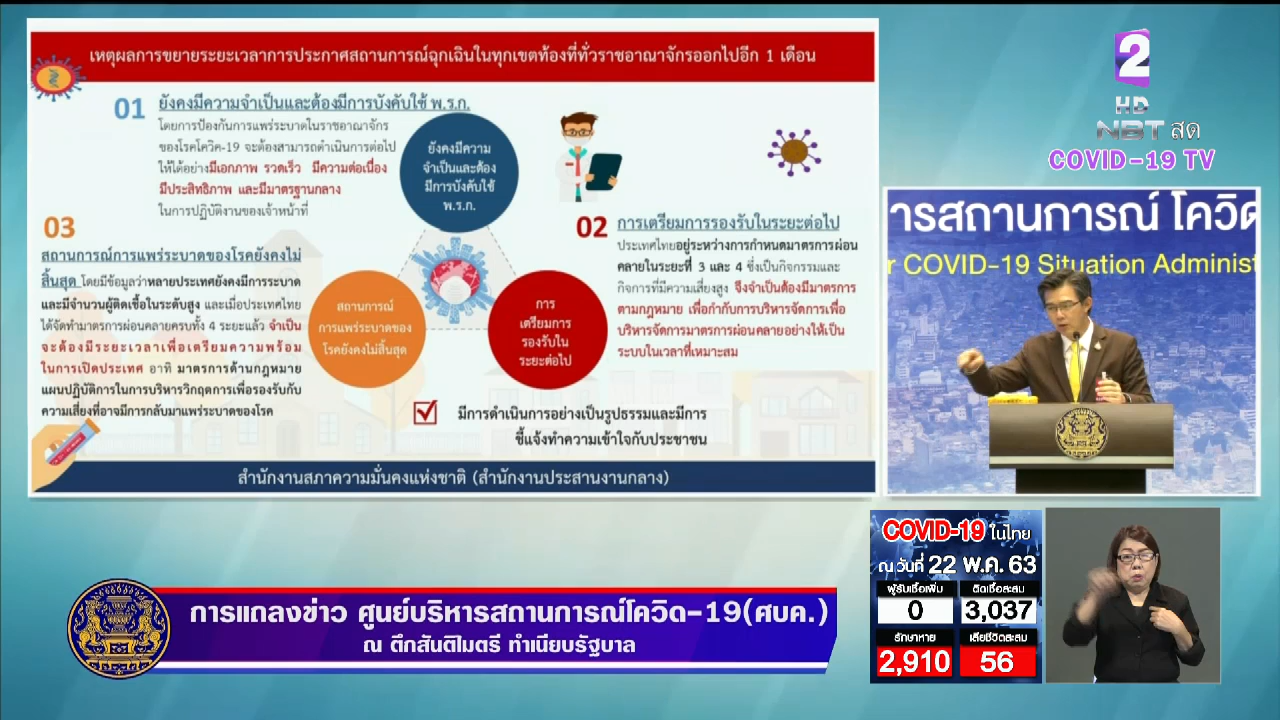 เหตุผลการขยายระยะเวลาการประกาศสถานการณ์ฉุกเฉินในทุกเขตท้องที่ทั่วราชอาณาจักรออกไปอีก 1 เดือน
01
ยังคงมีความจำเป็นและต้องมีการบังคับใช้ พ.ร.ก.
โดยการป้องกันการแพร่ระบาดในราชอาณาจักร
ของโรคโควิด-19 จะต้องสามารถดำเนินการต่อไป
ให้ได้อย่างมีเอกภาพ รวดเร็ว มีความต่อเนื่อง
มีประสิทธิภาพ และมีมาตรฐานกลาง
ในการปฏิบัติงานของเจ้าหน้าที่
ยังคงมีความ
จำเป็นและต้อง
มีการบังคับใช้
พ.ร.ก.
02
การเตรียมการรองรับในระยะต่อไป
ประเทศไทยอยู่ระหว่างการกำหนดมาตรการผ่อน
คลายในระยะที่ 3 และ 4 ซึ่งเป็นกิจกรรมและ
กิจการที่มีความเสี่ยงสูง จึงจำเป็นต้องมีมาตรการ
ตามกฎหมาย เพื่อกำกับการบริหารจัดการเพื่อ
บริหารจัดการมาตรการผ่อนคลายอย่างให้เป็น
ระบบในเวลาที่เหมาะสม
การ
เตรียมการ
รองรับใน
ระยะต่อไป
03
สถานการณ์การแพร่ระบาดของโรคยังคงไม่
สิ้นสุด โดยมีข้อมูลว่าหลายประเทศยังคงมีการระบาด
และมีจำนวนผู้ติดเชื้อในระดับสูง และเมื่อประเทศไทย
ได้จัดทำมาตรการผ่อนคลายครบทั้ง 4 ระยะแล้ว จำเป็น
จะต้องมีระยะเวลาเพื่อเตรียมความพร้อม
ในการเปิดประเทศ อาทิ มาตรการด้านกฎหมาย
แผนปฏิบัติการในการบริหารวิกฤตการเพื่อรองรับกับ
ความเสี่ยงที่อาจมีการกลับมาแพร่ระบาดของโรค
สถานการณ์
การแพร่ระบาดของ
โรคยังคงไม่สิ้นสุด
มีการดำเนินการอย่างเป็นรูปธรรมและมีการ
ชี้แจงทำความเข้าใจกับประชาชน
สำนักงานสภาความมั่นคงแห่งชาติ (สำนักงานประสานงานกลาง)
2
HD
NBT สด
COVID-19 TV
ารสถานการณ์ โควิด
r COVID-19 Situation Administ
COVID-19 ในไทย
ณ วันที่ 22 พ.ค. 63
ผู้รับเชื้อเพิ่ม ติดเชื้อสะสม
0 3,037
รักษาหาย เสียชีวิตสะสม
2,910 56
การแถลงข่าว ศูนย์บริหารสถานการณ์โควิด-19(ศบค.)
ณ ตึกสันติไมตรี ทำเนียบรัฐบาล